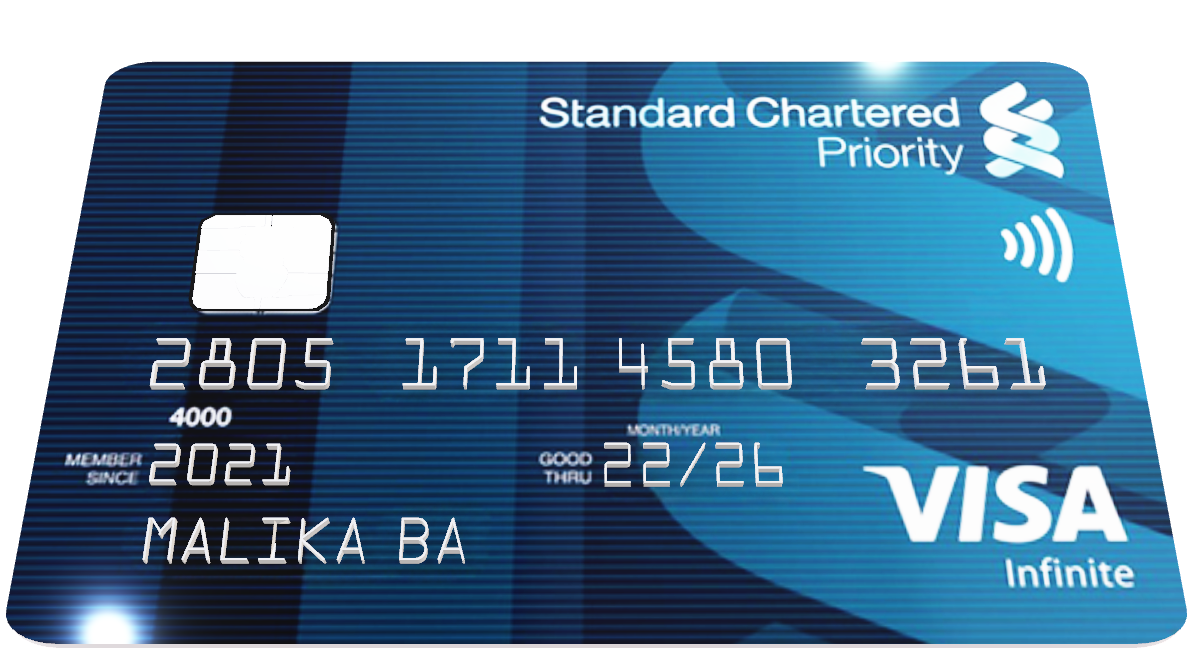 Standard Chartered
Priority
2805 1711 4580 3261
4000
MONTH/YEAR
MEMBER SINCE 2021 GOOD THRU 22/26
MALIKA BA
VISA
Infinite